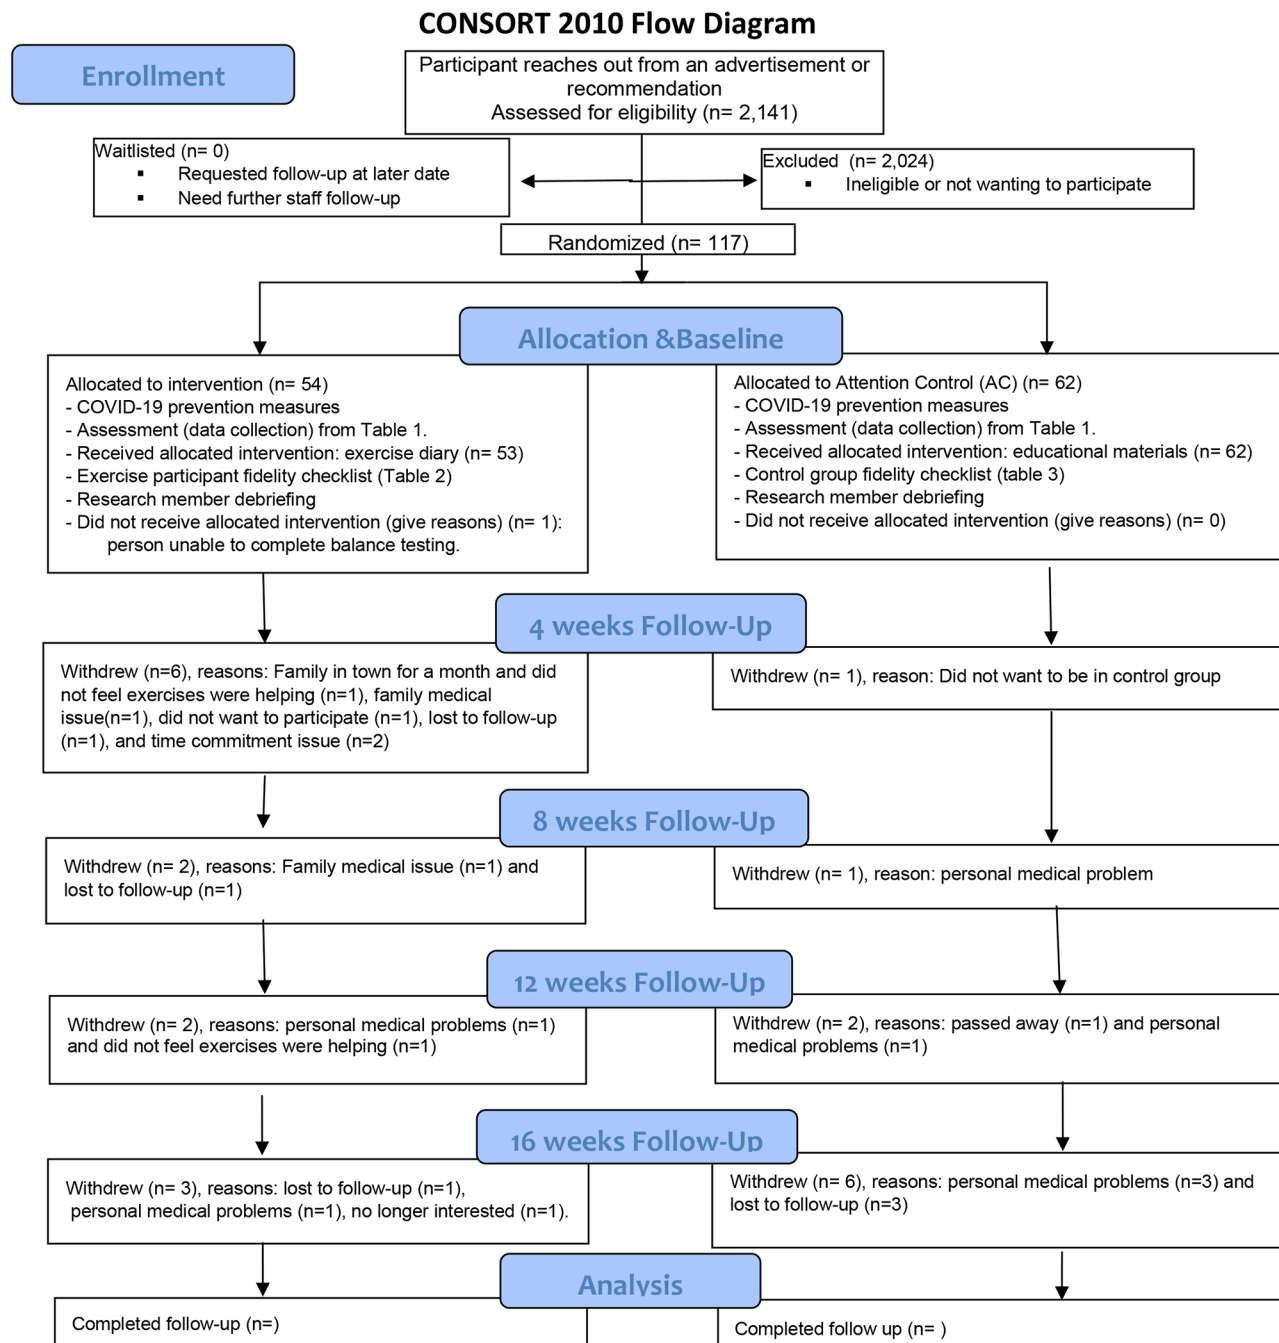 CONSORT 2010 Flow Diagram
Enrollment
Participant reaches out from an advertisement or
recommendation
Assessed for eligibility (n= 2,141)
Waitlisted (n= 0)
▪ Requested follow-up at later date
▪ Need further staff follow-up
Excluded (n= 2,024)
▪ Ineligible or not wanting to participate
Randomized (n= 117)
Allocation &Baseline
Allocated to intervention (n= 54)
- COVID-19 prevention measures
- Assessment (data collection) from Table 1.
- Received allocated intervention: exercise diary (n= 53)
- Exercise participant fidelity checklist (Table 2)
- Research member debriefing
- Did not receive allocated intervention (give reasons) (n= 1):
person unable to complete balance testing.
Allocated to Attention Control (AC) (n= 62)
- COVID-19 prevention measures
- Assessment (data collection) from Table 1.
- Received allocated intervention: educational materials (n= 62)
- Control group fidelity checklist (table 3)
- Research member debriefing
- Did not receive allocated intervention (give reasons) (n= 0)
4 weeks Follow-Up
Withdrew (n=6), reasons: Family in town for a month and did
not feel exercises were helping (n=1), family medical
issue(n=1), did not want to participate (n=1), lost to follow-up
(n=1), and time commitment issue (n=2)
Withdrew (n= 1), reason: Did not want to be in control group
8 weeks Follow-Up
Withdrew (n= 2), reasons: Family medical issue (n=1) and
lost to follow-up (n=1)
Withdrew (n= 1), reason: personal medical problem
12 weeks Follow-Up
Withdrew (n= 2), reasons: personal medical problems (n=1)
and did not feel exercises were helping (n=1)
Withdrew (n= 2), reasons: passed away (n=1) and personal
medical problems (n=1)
16 weeks Follow-Up
Withdrew (n= 3), reasons: lost to follow-up (n=1),
personal medical problems (n=1), no longer interested (n=1).
Withdrew (n= 6), reasons: personal medical problems (n=3) and
lost to follow-up (n=3)
Analysis
Completed follow-up (n=)
Completed follow up (n= )